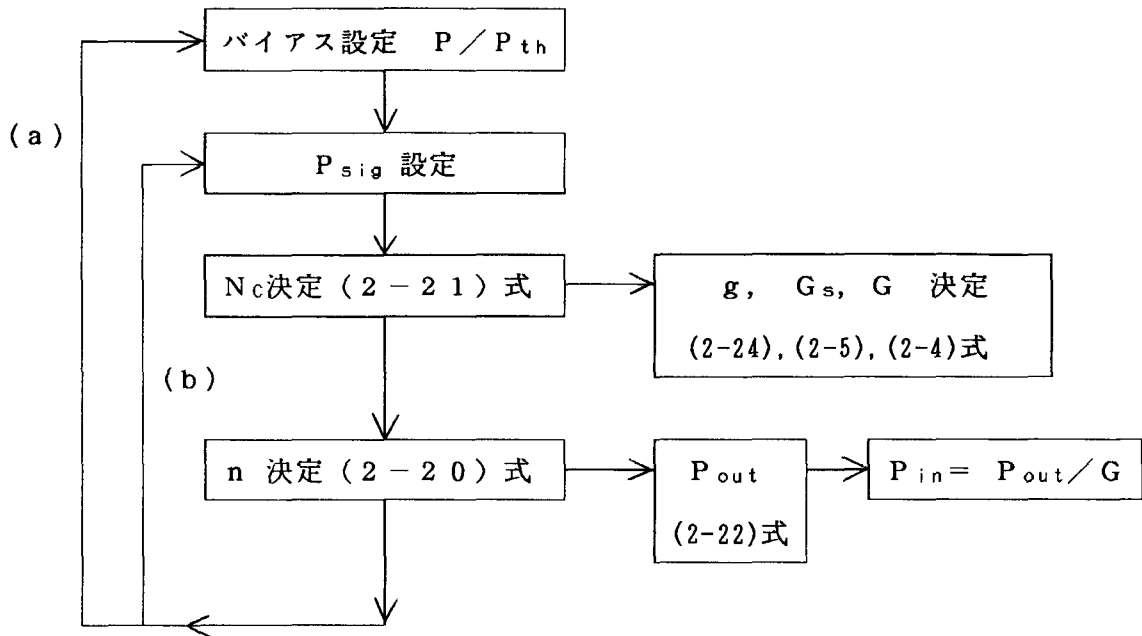 バイアス設定 P/Pth
(a)
Psig 設定
Nc決定(2-21)式
g, Gs, G 決定
(2-24),(2-5),(2-4)式
(b)
n 決定(2-20)式
Pout
(2-22)式
Pin= Pout/G